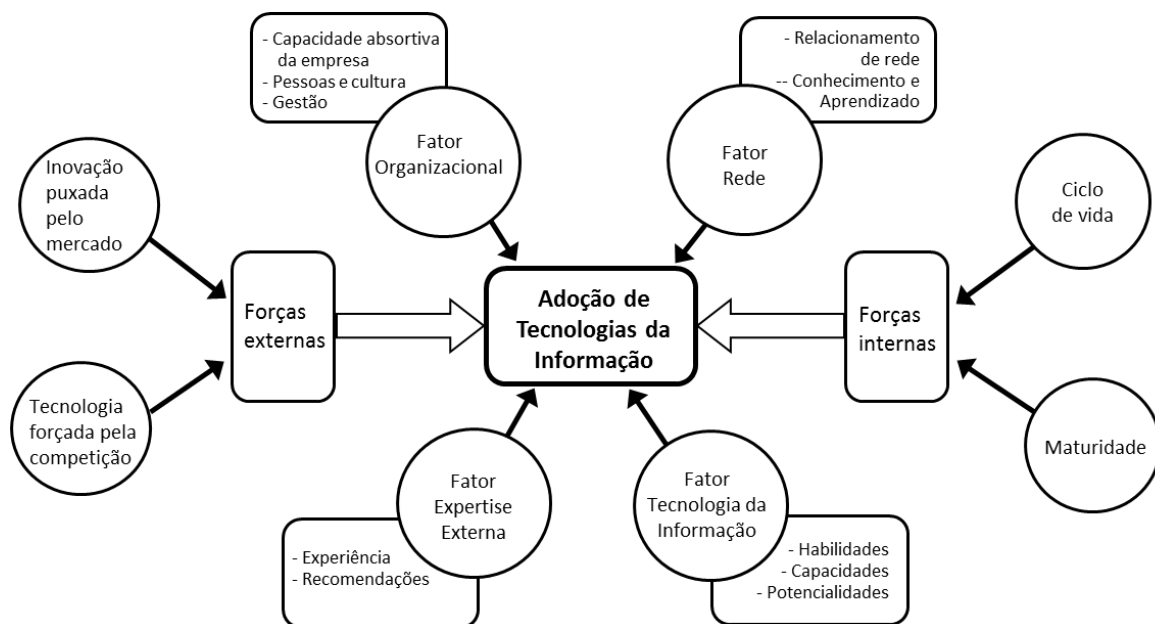 - Capacidade absortiva
da empresa
- Pessoas e cultura
- Gestão
- Relacionamento
de rede
-- Conhecimento e
Aprendizado
Fator
Organizacional
Fator
Rede
Inovação
puxada
pelo
mercado
Ciclo
de vida
Forças
externas
Adoção de
Tecnologias da
Informação
Forças
internas
Tecnologia
forçada pela
competição
Maturidade
Fator
Expertise
Externa
Fator
Tecnologia da
Informação
- Experiência
- Recomendações
- Habilidades
- Capacidades
- Potencialidades